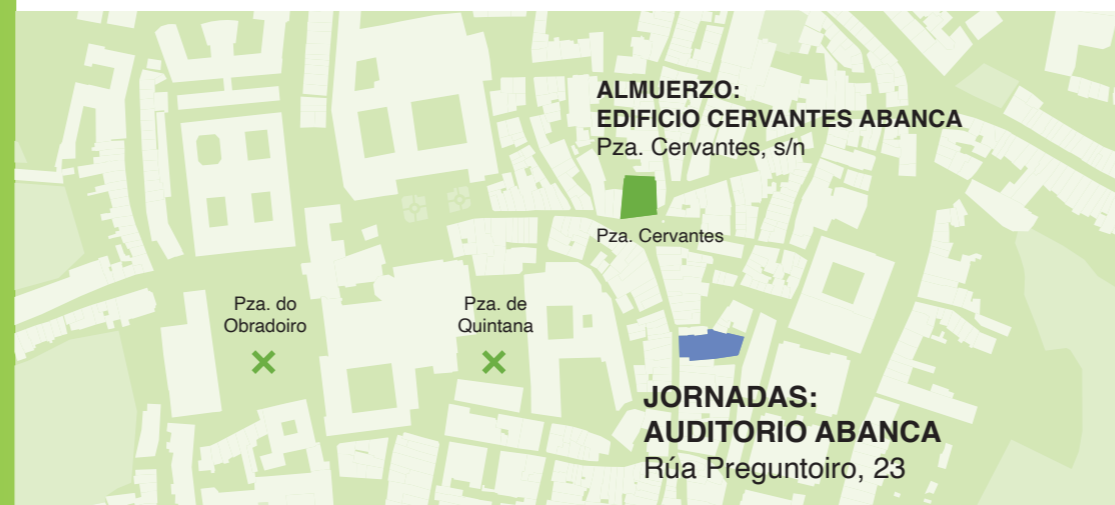 ALMUERZO:
EDIFICIO CERVANTES ABANCA
Pza. Cervantes, s/n
Pza. Cervantes
Pza. do
Obradoiro
Pza. de
Quintana
JORNADAS:
AUDITORIO ABANCA
Rúa Preguntoiro, 23